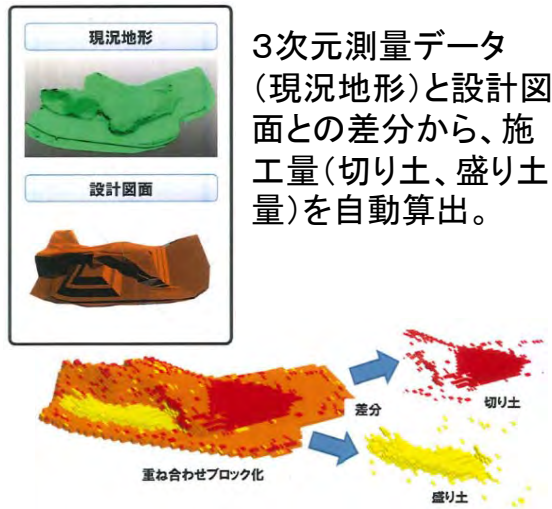 現況地形
設計図面
3次元測量データ
(現況地形)と設計図
面との差分から、施
工量(切り土、盛り土
量)を自動算出。
差分
切り土
重ね合わせブロック化
盛り土